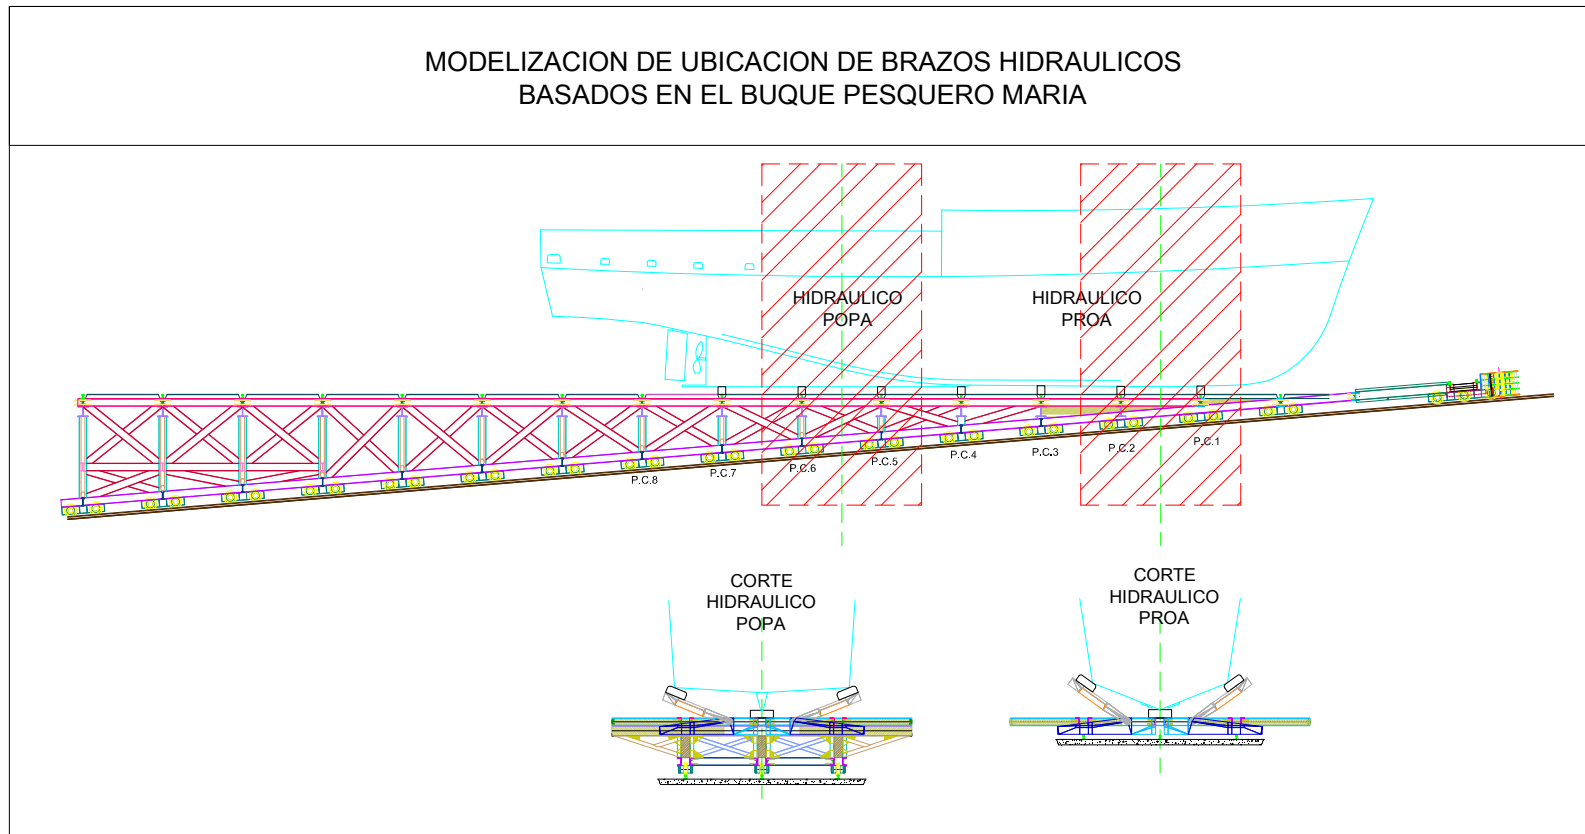 MODELIZACION DE UBICACION DE BRAZOS HIDRAULICOS
BASADOS EN EL BUQUE PESQUERO MARIA
HIDRAULICO
POPA
HIDRAULICO
PROA
P.C.8
P.C.7
P.C.6
P.C.5
P.C.4
P.C.3
P.C.2
P.C.1
CORTE
HIDRAULICO
POPA
CORTE
HIDRAULICO
PROA